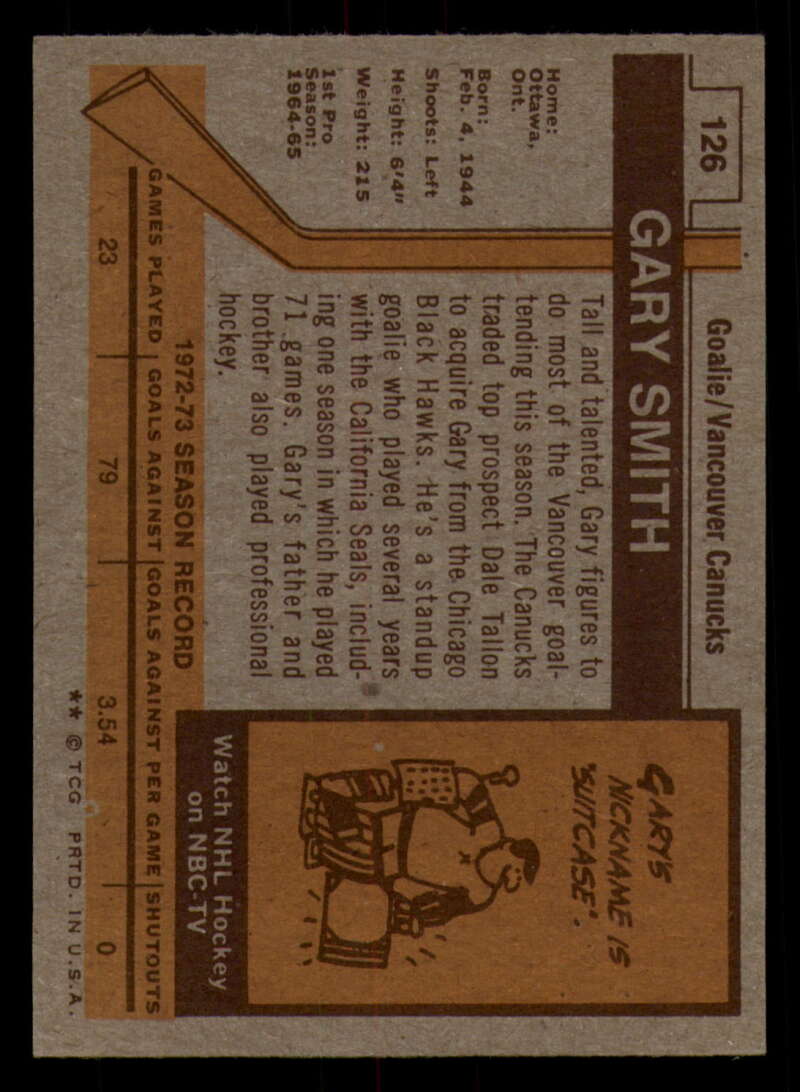 126
Goalie/Vancouver Canucks
GARY SMITH
Home:
Ottawa,
Ont.
Born:
Feb. 4, 1944
Shoots: Left
Height: 6'4"
Weight: 215
1st Pro
Season:
1964-65
Tall and talented, Gary figures to
do most of the Vancouver goal-
tending this season. The Canucks
traded top prospect Dale Tallon
to acquire Gary from the Chicago
Black Hawks. He's a standup
goalie who played several years
with the California Seals, includ-
ing one season in which he played
71 games. Gary's father and
brother also played professional
hockey.
GARY'S
NICKNAME IS
"SUITCASE".
Watch NHL Hockey
on NBC-TV
1972-73 SEASON RECORD
GAMES PLAYED GOALS AGAINST GOALS AGAINST PER GAME SHUTOUTS
23 79 3.54 0
** © TCG PRTD. IN U.S.A.